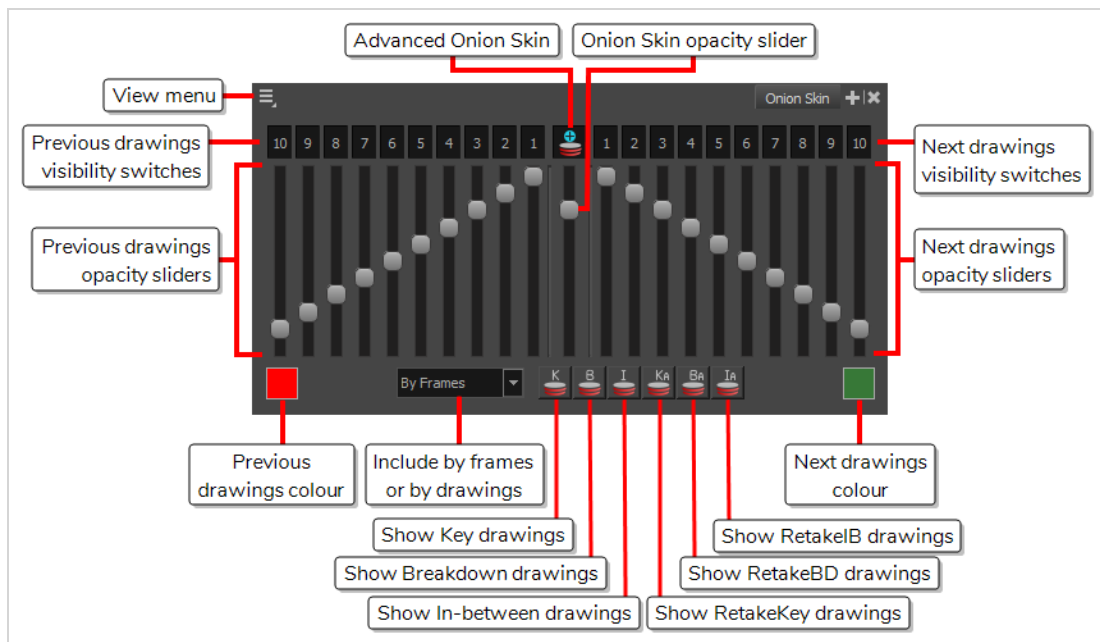 Advanced Onion Skin
Onion Skin opacity slider
View menu
Onion Skin
Previous drawings
visibility switches
10 9 8 7 6 5 4 3 2 1 1 2 3 4 5 6 7 8 9 10
Next drawings
visibility switches
Previous drawings
opacity sliders
Next drawings
opacity sliders
By Frames
K B I KA BA IA
Previous
drawings colour
Include by frames
or by drawings
Next drawings
colour
Show Key drawings
Show RetakeIB drawings
Show Breakdown drawings
Show RetakeBD drawings
Show In-between drawings
Show RetakeKey drawings